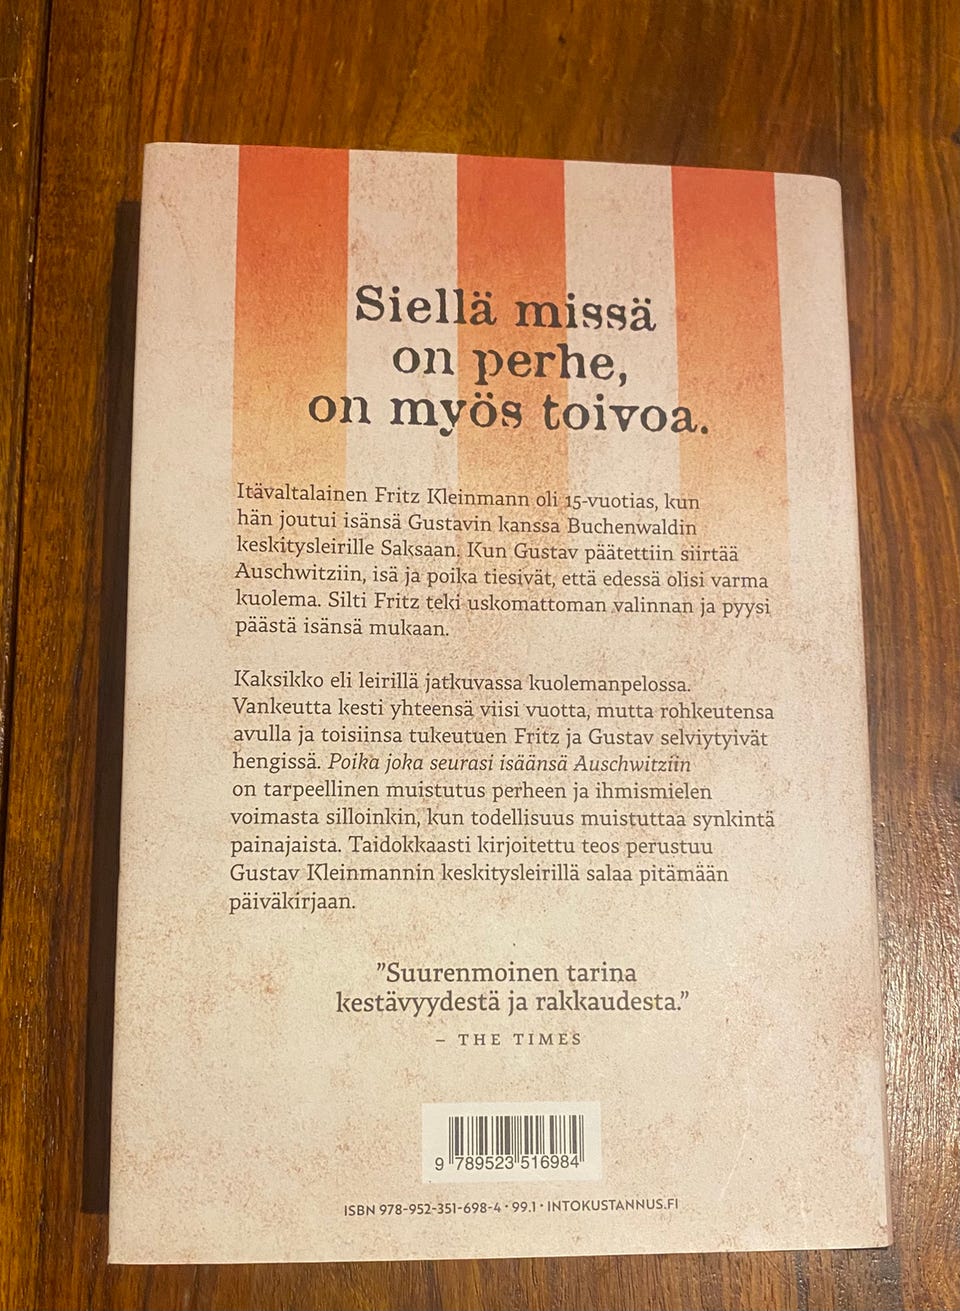 Siellä missä
on perhe,
on myös toivoa.
Itävaltalainen Fritz Kleinmann oli 15-vuotias, kun
hän joutui isänsä Gustavin kanssa Buchenwaldin
keskitysleirille Saksaan. Kun Gustav päätettiin siirtää
Auschwitziin, isä ja poika tiesivät, että edessä olisi varma
kuolema. Silti Fritz teki uskomattoman valinnan ja pyysi
päästä isänsä mukaan.
Kaksikko eli leirillä jatkuvassa kuolemanpelossa.
Vankeutta kesti yhteensä viisi vuotta, mutta rohkeutensa
avulla ja toisiinsa tukeutuen Fritz ja Gustav selviytyivät
hengissä. Poika joka seurasi isäänsä Auschwitziin
on tarpeellinen muistutus perheen ja ihmismielen
voimasta silloinkin, kun todellisuus muistuttaa synkintä
painajaista. Taidokkaasti kirjoitettu teos perustuu
Gustav Kleinmannin keskitysleirillä salaa pitämään
päiväkirjaan.
”Suurenmoinen tarina
kestävyydestä ja rakkaudesta.”
– THE TIMES
9 789523 516984
ISBN 978-952-351-698-4 • 99.1 • INTOKUSTANNUS.FI